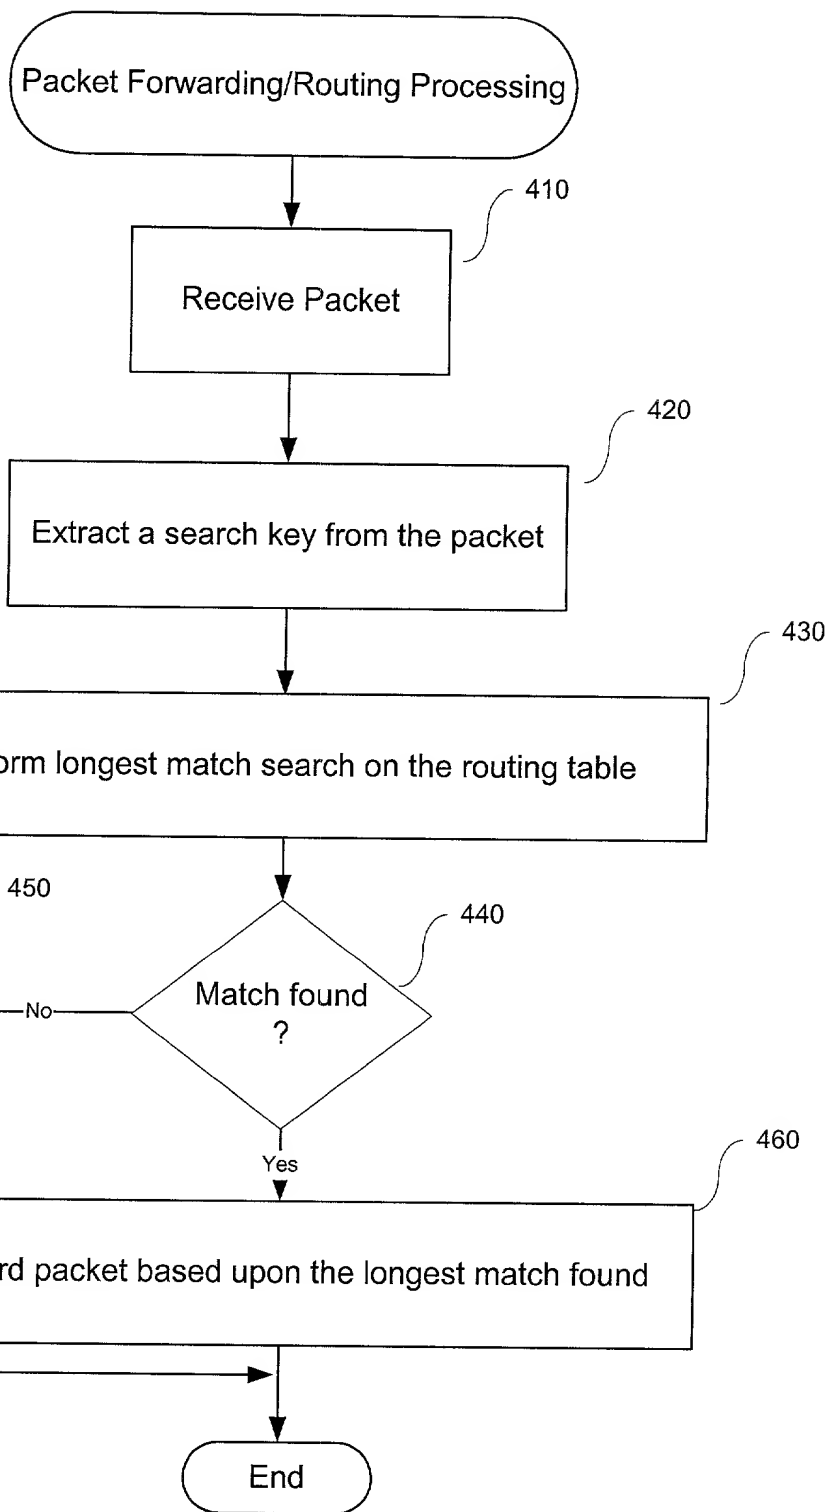 Packet Forwarding/Routing Processing
410
Receive Packet
420
Extract a search key from the packet
430
orm longest match search on the routing table
450
440
Match found
?
No
Yes
460
rd packet based upon the longest match found
End